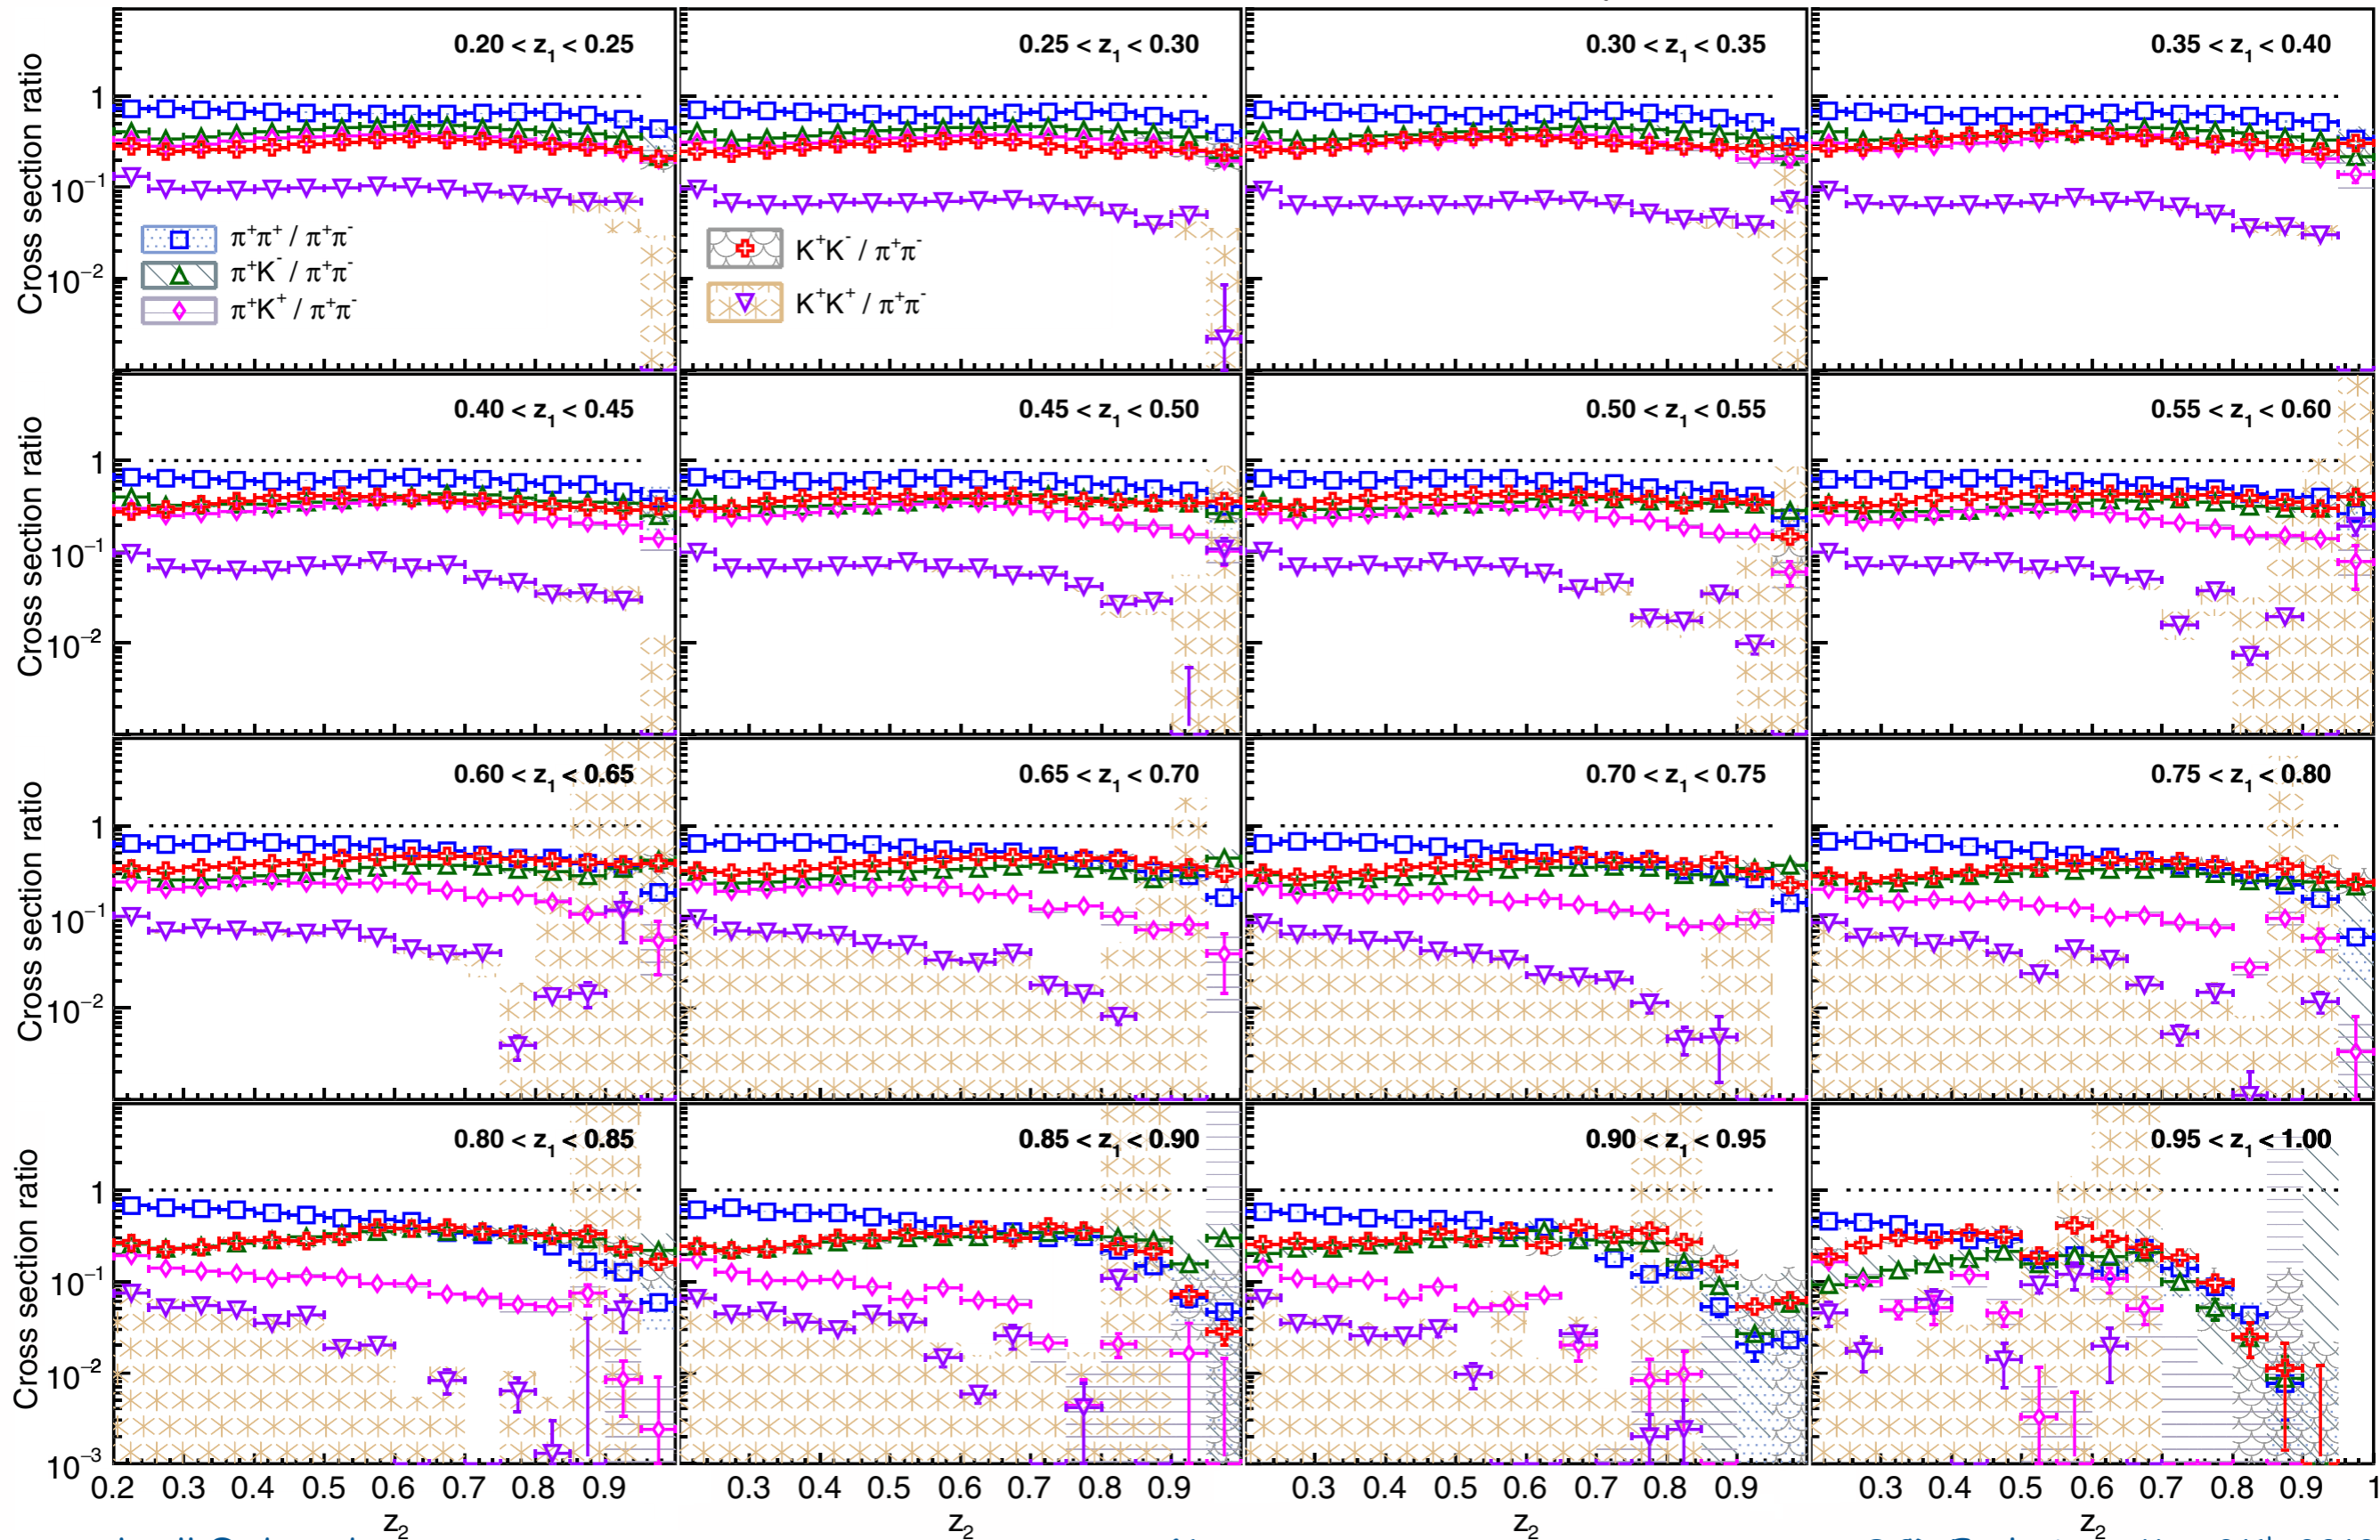 0.20 < z₁ < 0.25
0.25 < z₁ < 0.30
0.30 < z₁ < 0.35
0.35 < z₁ < 0.40
Cross section ratio
1
10⁻¹
10⁻²
π⁺π⁺ / π⁺π⁻
π⁺K⁻ / π⁺π⁻
π⁺K⁺ / π⁺π⁻
K⁺K⁻ / π⁺π⁻
K⁺K⁺ / π⁺π⁻
0.40 < z₁ < 0.45
0.45 < z₁ < 0.50
0.50 < z₁ < 0.55
0.55 < z₁ < 0.60
Cross section ratio
1
10⁻¹
10⁻²
0.60 < z₁ < 0.65
0.65 < z₁ < 0.70
0.70 < z₁ < 0.75
0.75 < z₁ < 0.80
Cross section ratio
1
10⁻¹
10⁻²
0.80 < z₁ < 0.85
0.85 < z₁ < 0.90
0.90 < z₁ < 0.95
0.95 < z₁ < 1.00
Cross section ratio
1
10⁻¹
10⁻²
10⁻³
0.2 0.3 0.4 0.5 0.6 0.7 0.8 0.9
0.3 0.4 0.5 0.6 0.7 0.8 0.9
0.3 0.4 0.5 0.6 0.7 0.8 0.9
0.3 0.4 0.5 0.6 0.7 0.8 0.9 1
z₂
z₂
z₂
z₂